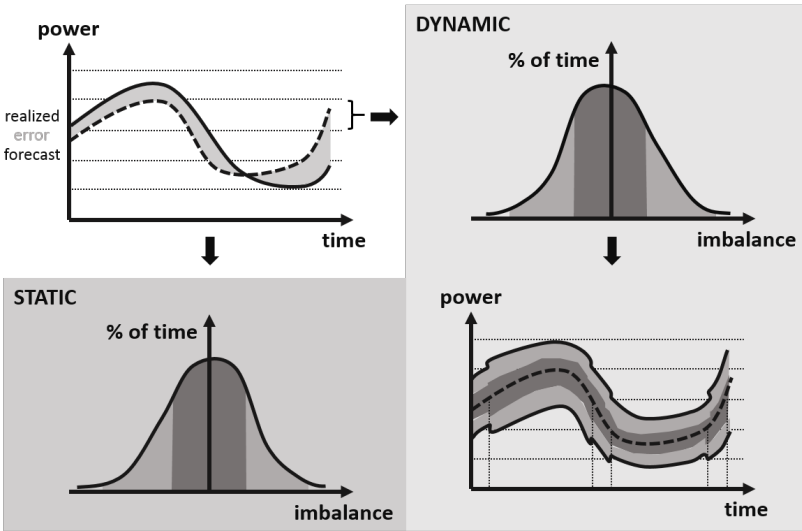 power
realized
error
forecast
time
DYNAMIC
% of time
imbalance
STATIC
% of time
imbalance
power
time